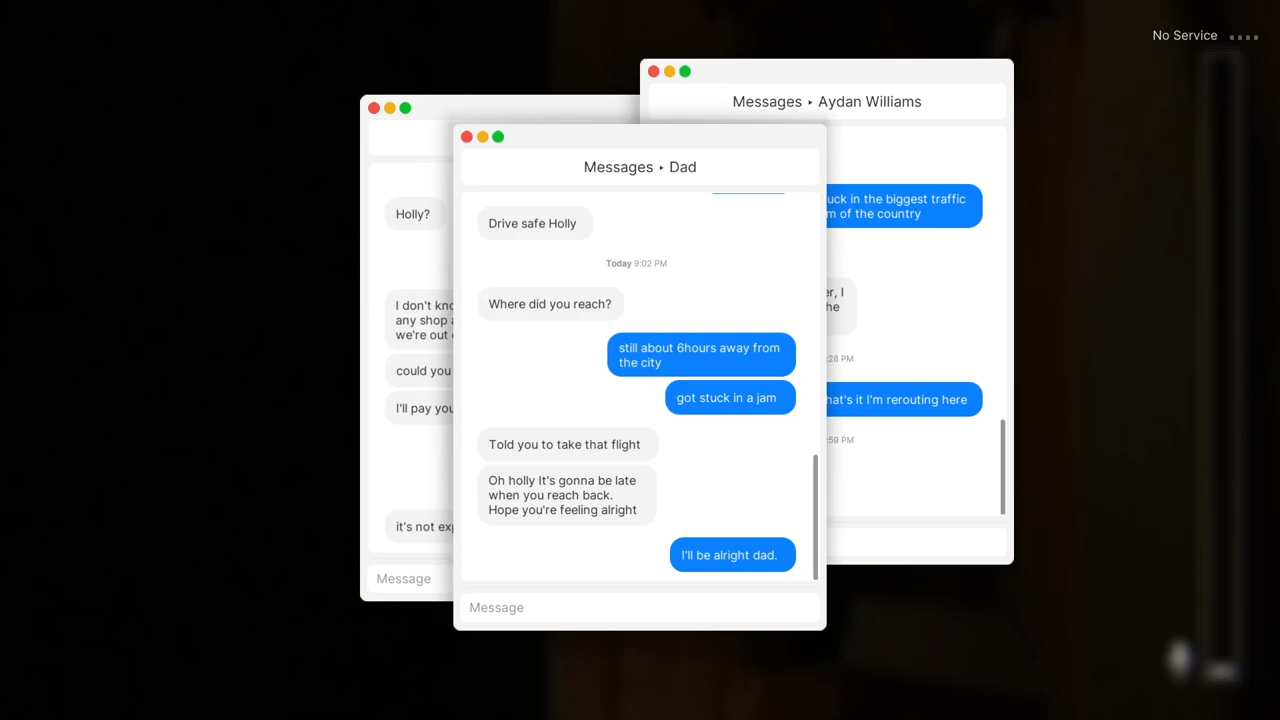 No Service
Messages ▸ Aydan Williams
uck in the biggest traffic
m of the country
er, I
he
:28 PM
hat's it I'm rerouting here
:59 PM
Messages ▸ Dad
Drive safe Holly
Today 9:02 PM
Where did you reach?
still about 6hours away from
the city
got stuck in a jam
Told you to take that flight
Oh holly It's gonna be late
when you reach back.
Hope you're feeling alright
I'll be alright dad.
Message
Holly?
I don't kno
any shop a
we're out
could you
I'll pay you
it's not exp
Message